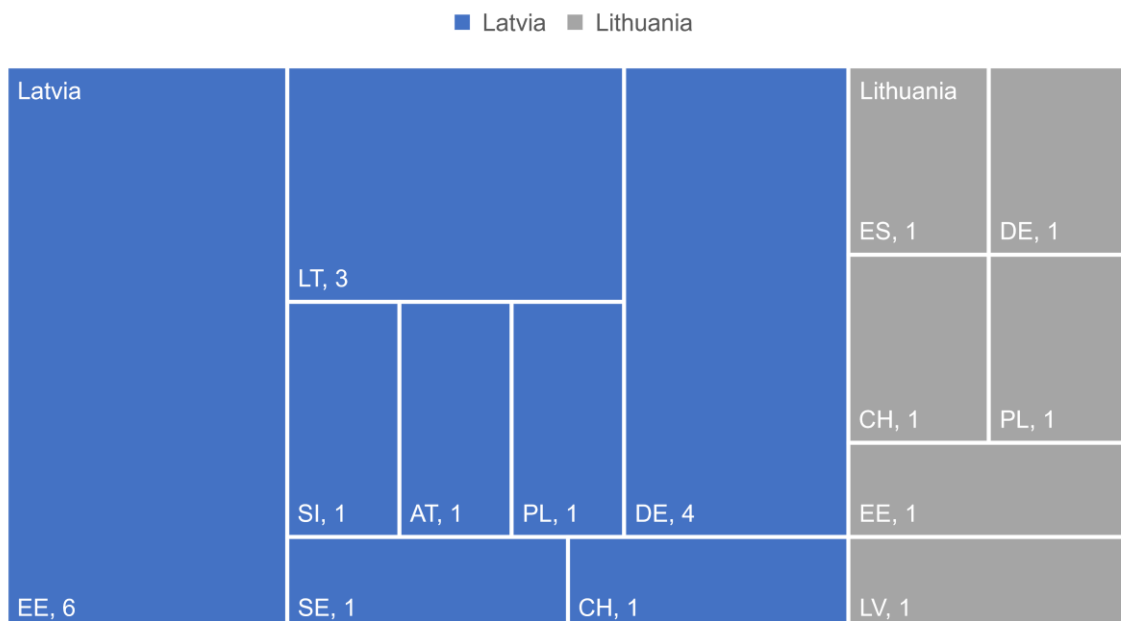 Latvia Lithuania
Latvia
EE, 6
LT, 3
SI, 1
AT, 1
PL, 1
DE, 4
SE, 1
CH, 1
Lithuania
ES, 1
DE, 1
CH, 1
PL, 1
EE, 1
LV, 1